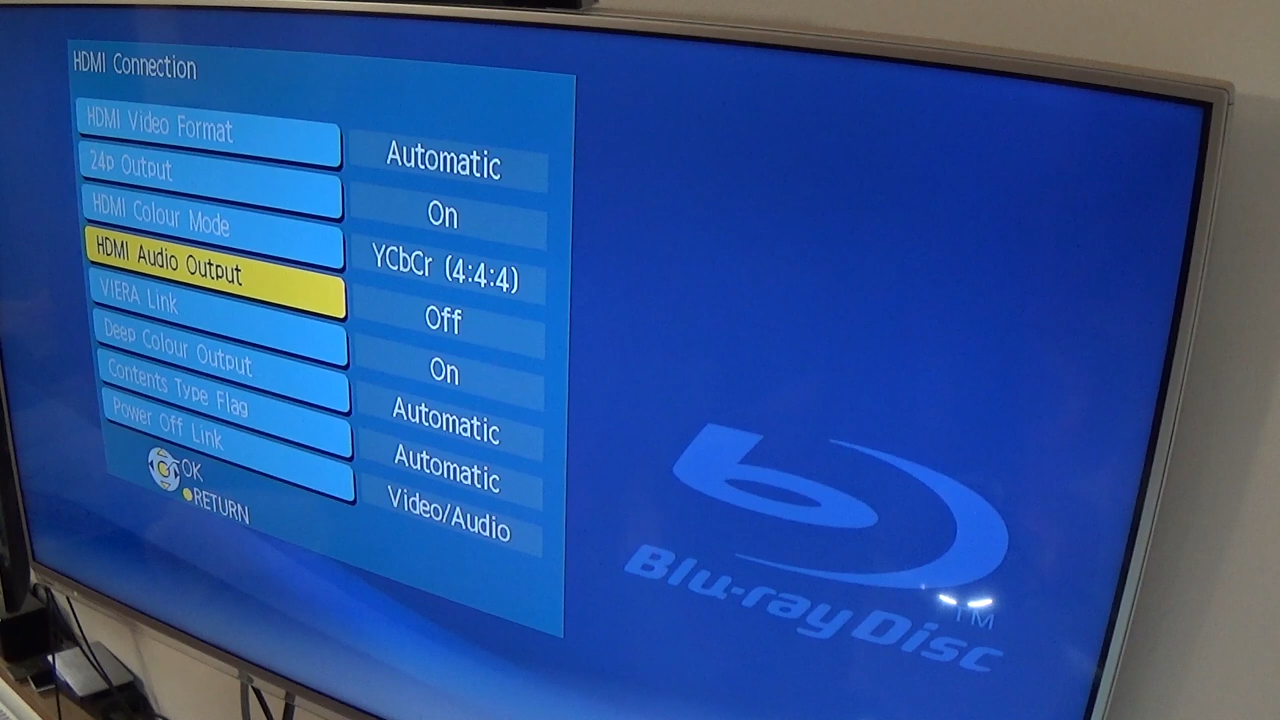 HDMI Connection
HDMI Video Format Automatic
24p Output On
HDMI Colour Mode YCbCr (4:4:4)
HDMI Audio Output Off
VIERA Link On
Deep Colour Output Automatic
Contents Type Flag Automatic
Power Off Link Video/Audio
OK
RETURN
Blu-ray Disc
TM